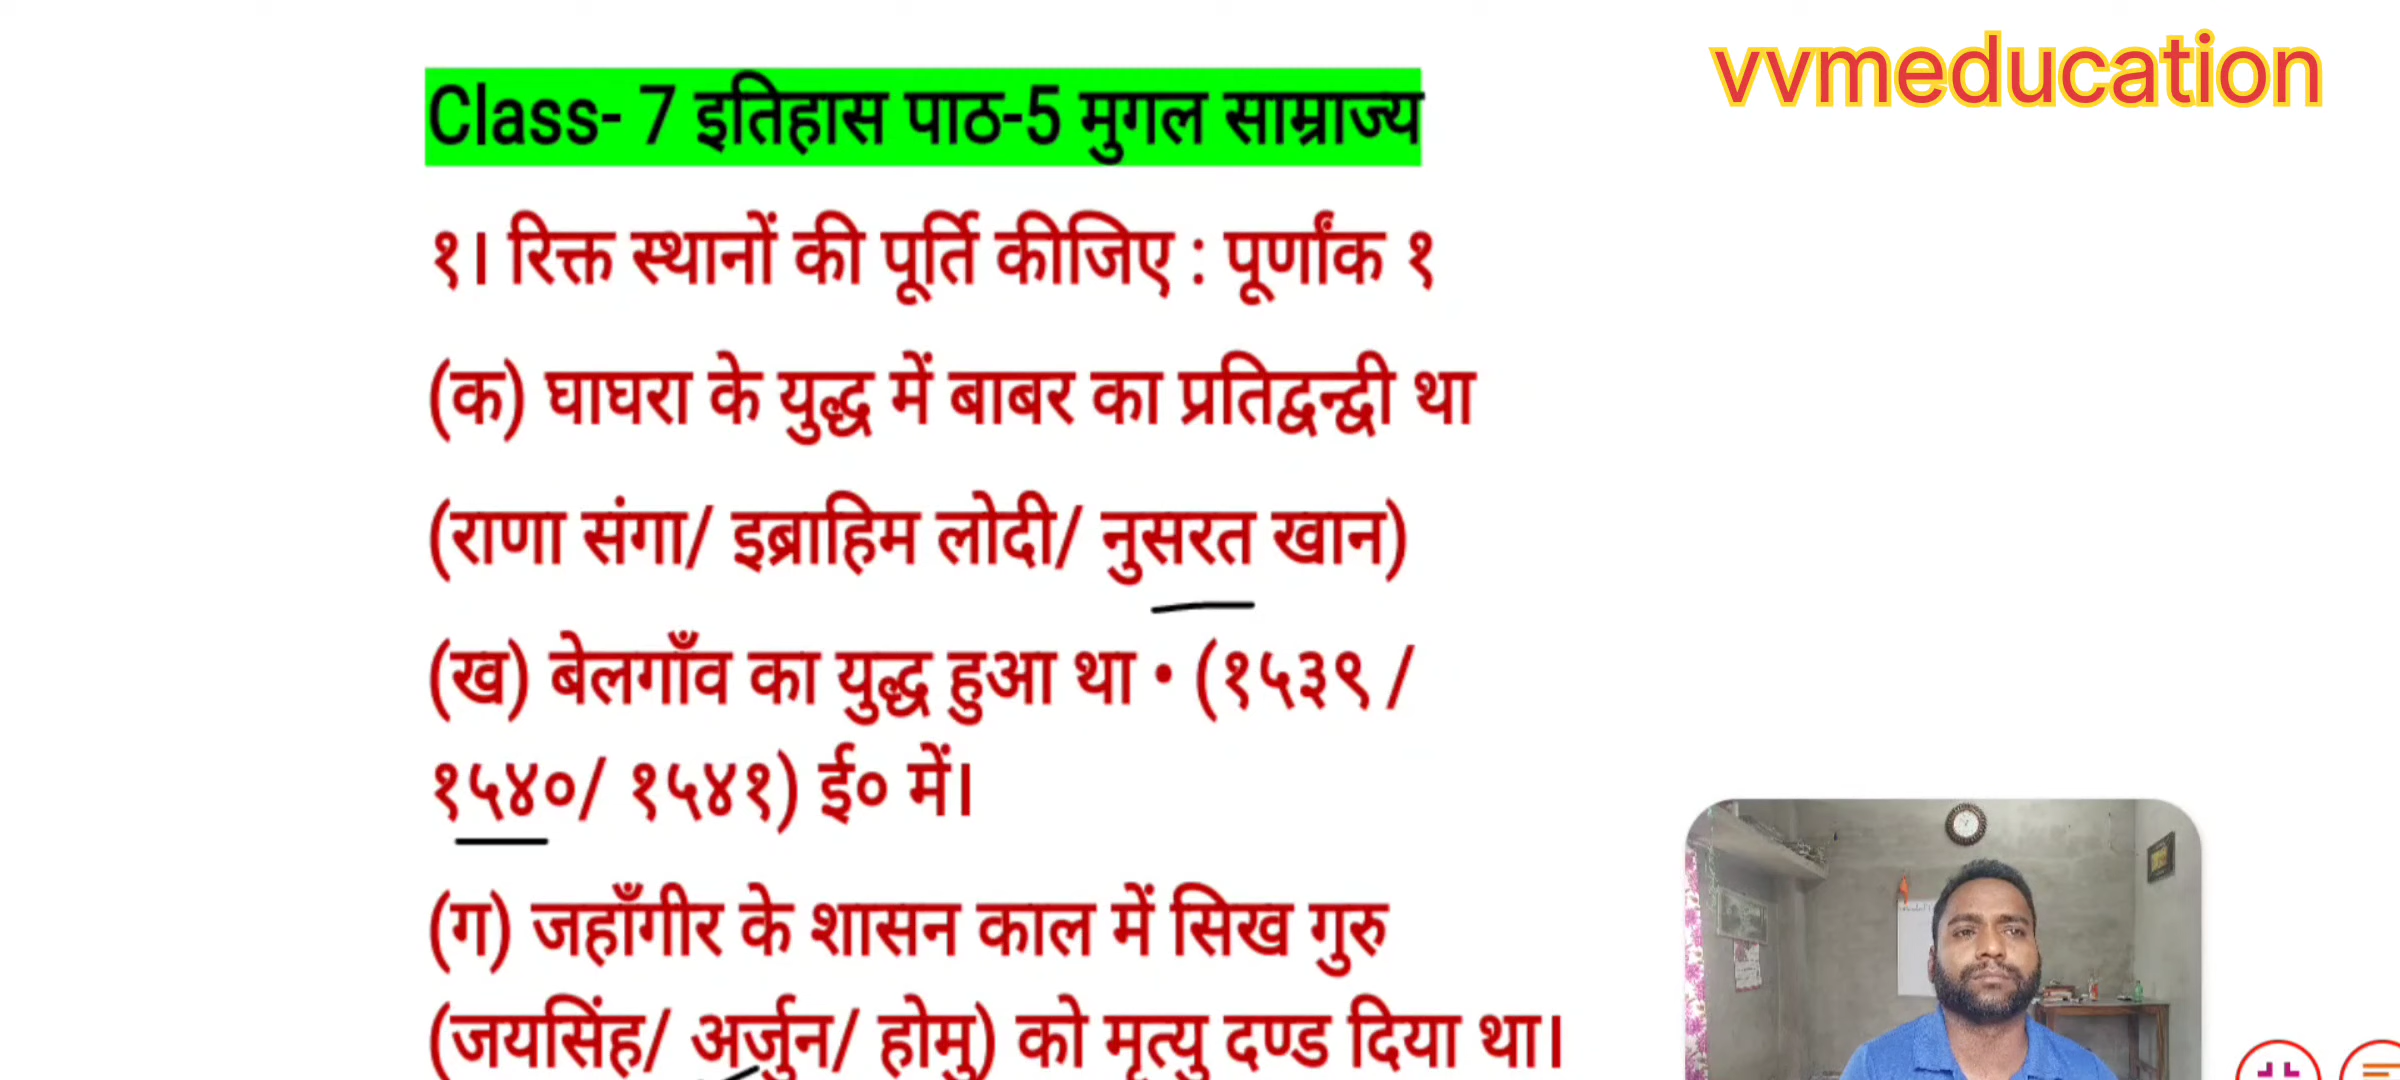 vvmeducation
Class- 7 इतिहास पाठ-5 मुगल साम्राज्य
१। रिक्त स्थानों की पूर्ति कीजिए : पूर्णांक १
(क) घाघरा के युद्ध में बाबर का प्रतिद्वन्द्वी था
(राणा संगा/ इब्राहिम लोदी/ नुसरत खान)
(ख) बेलगाँव का युद्ध हुआ था • (१५३९ /
१५४०/ १५४१) ई० में।
(ग) जहाँगीर के शासन काल में सिख गुरु
(जयसिंह/ अर्जुन/ होमु) को मृत्यु दण्ड दिया था।